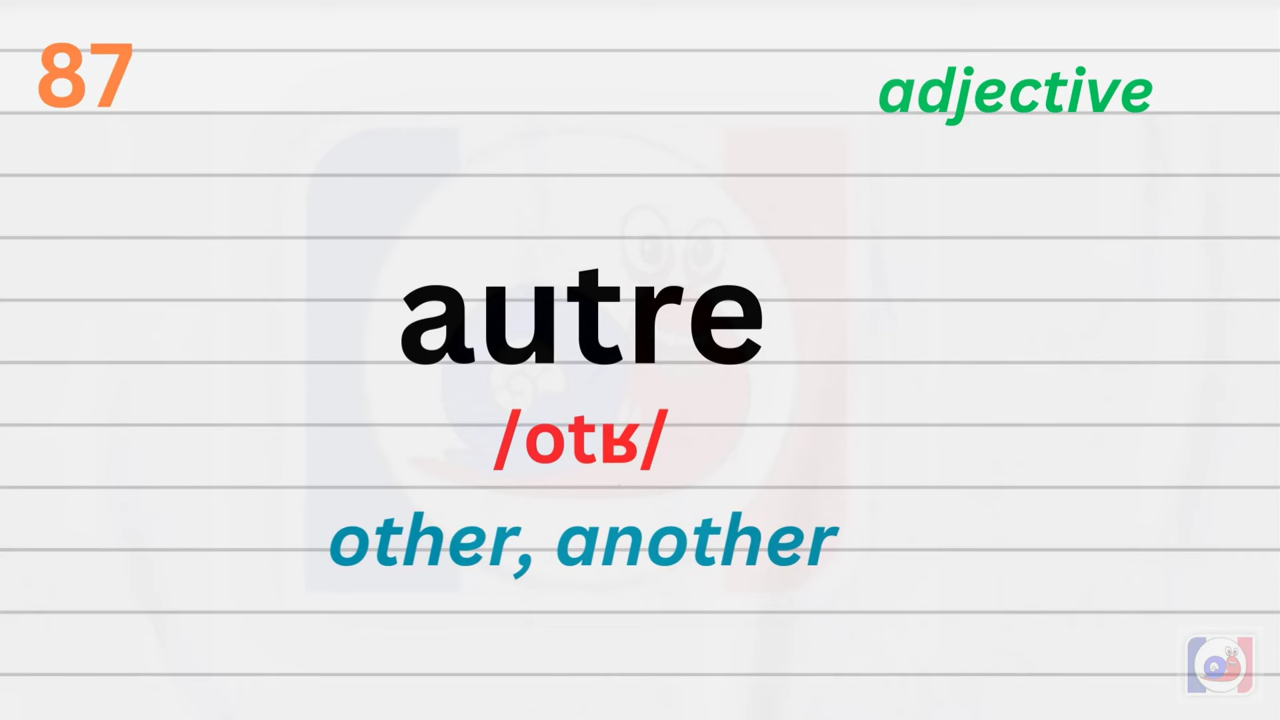 87
adjective
autre
/otʁ/
other, another